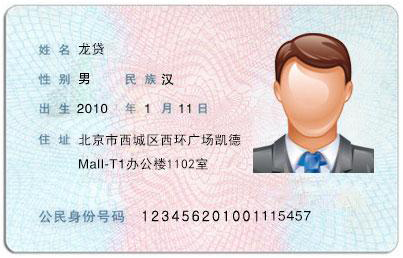 姓 名 龙贷
性 别 男 民 族 汉
出 生 2010 年 1 月 11 日
住 址 北京市西城区西环广场凯德
Mall-T1办公楼1102室
公民身份号码 123456201001115457